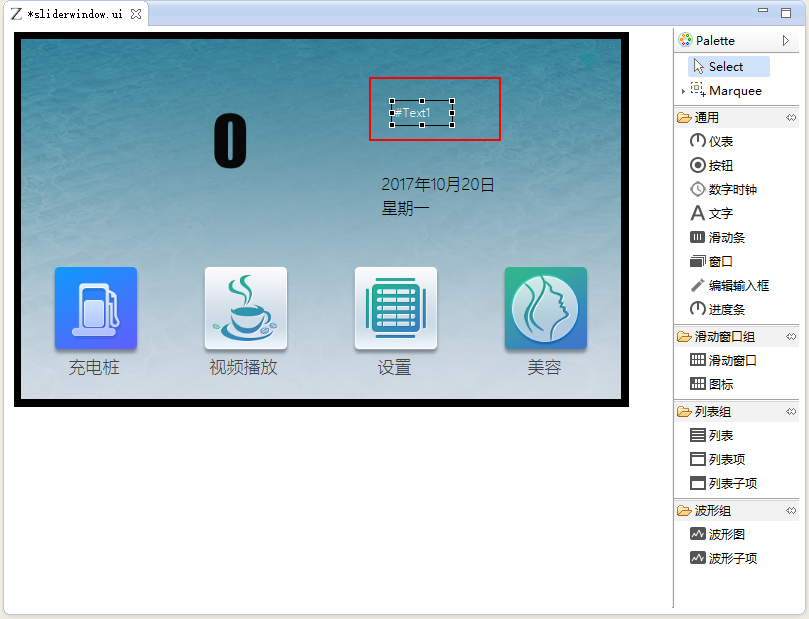 *sliderwindow.ui
0
#Text1
2017年10月20日
星期一
充电桩
视频播放
设置
美容
Palette
Select
Marquee
通用
仪表
按钮
数字时钟
文字
滑动条
窗口
编辑输入框
进度条
滑动窗口组
滑动窗口
图标
列表组
列表
列表项
列表子项
波形组
波形图
波形子项